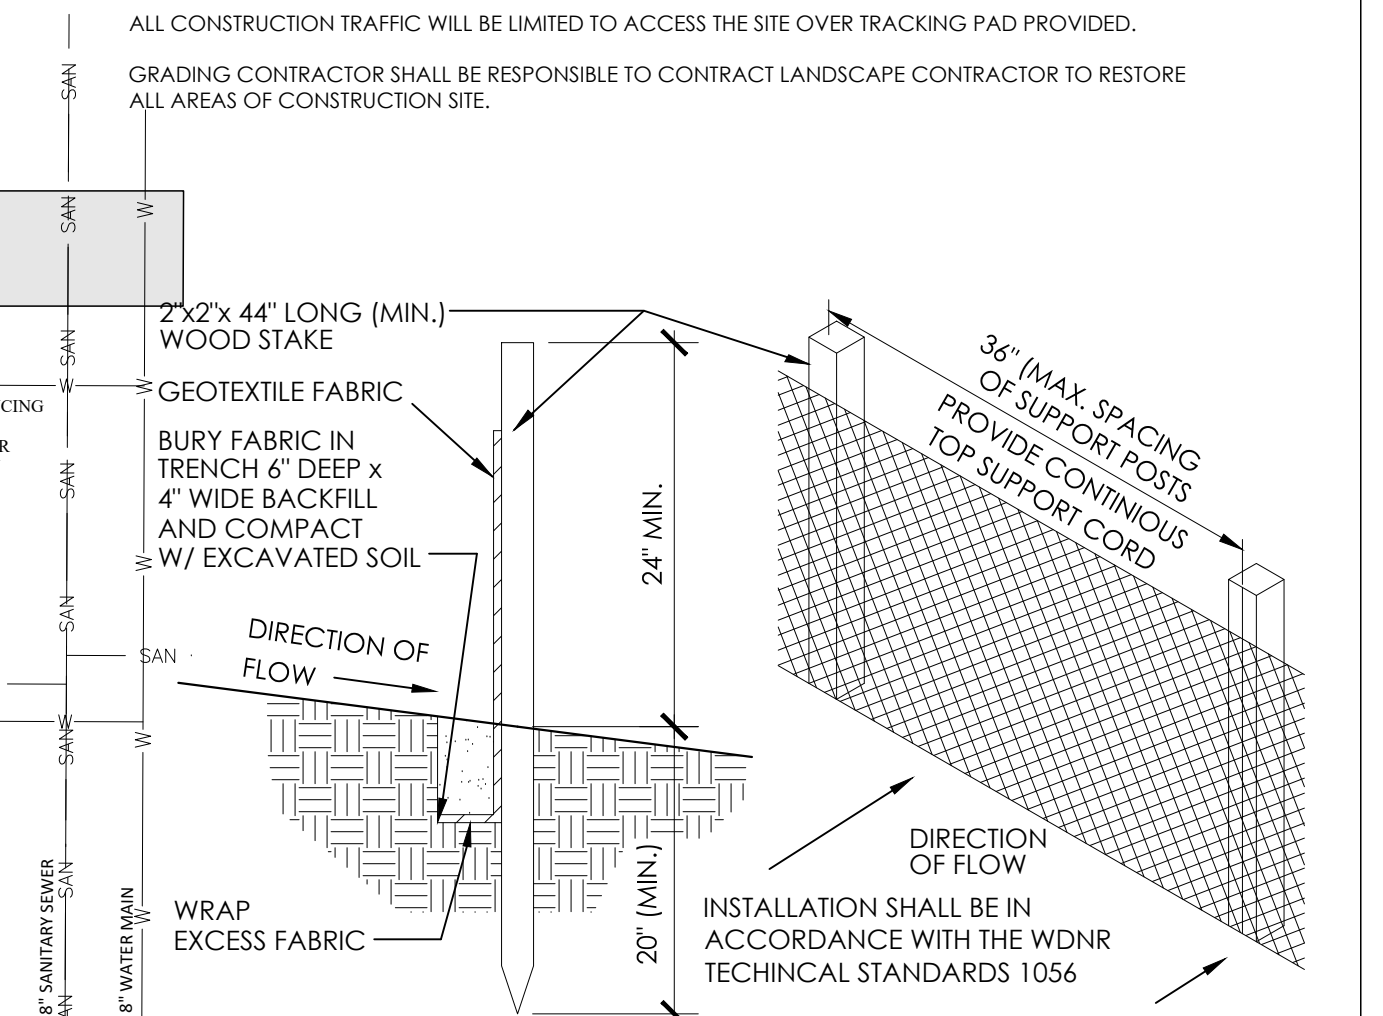 ALL CONSTRUCTION TRAFFIC WILL BE LIMITED TO ACCESS THE SITE OVER TRACKING PAD PROVIDED.
GRADING CONTRACTOR SHALL BE RESPONSIBLE TO CONTRACT LANDSCAPE CONTRACTOR TO RESTORE
ALL AREAS OF CONSTRUCTION SITE.
SAN
SAN
W
2"x2"x 44" LONG (MIN.)
WOOD STAKE
SAN
W
W
GEOTEXTILE FABRIC
CING
R
BURY FABRIC IN
TRENCH 6" DEEP x
4" WIDE BACKFILL
AND COMPACT
W/ EXCAVATED SOIL
SAN
W
SAN
DIRECTION OF
FLOW
SAN
W
SAN
W
24" MIN.
20" (MIN.)
36" (MAX. SPACING
OF SUPPORT POSTS
PROVIDE CONTINIOUS
TOP SUPPORT CORD
DIRECTION
OF FLOW
WRAP
EXCESS FABRIC
INSTALLATION SHALL BE IN
ACCORDANCE WITH THE WDNR
TECHINCAL STANDARDS 1056
8" SANITARY SEWER
SAN
8" WATER MAIN
W
AN